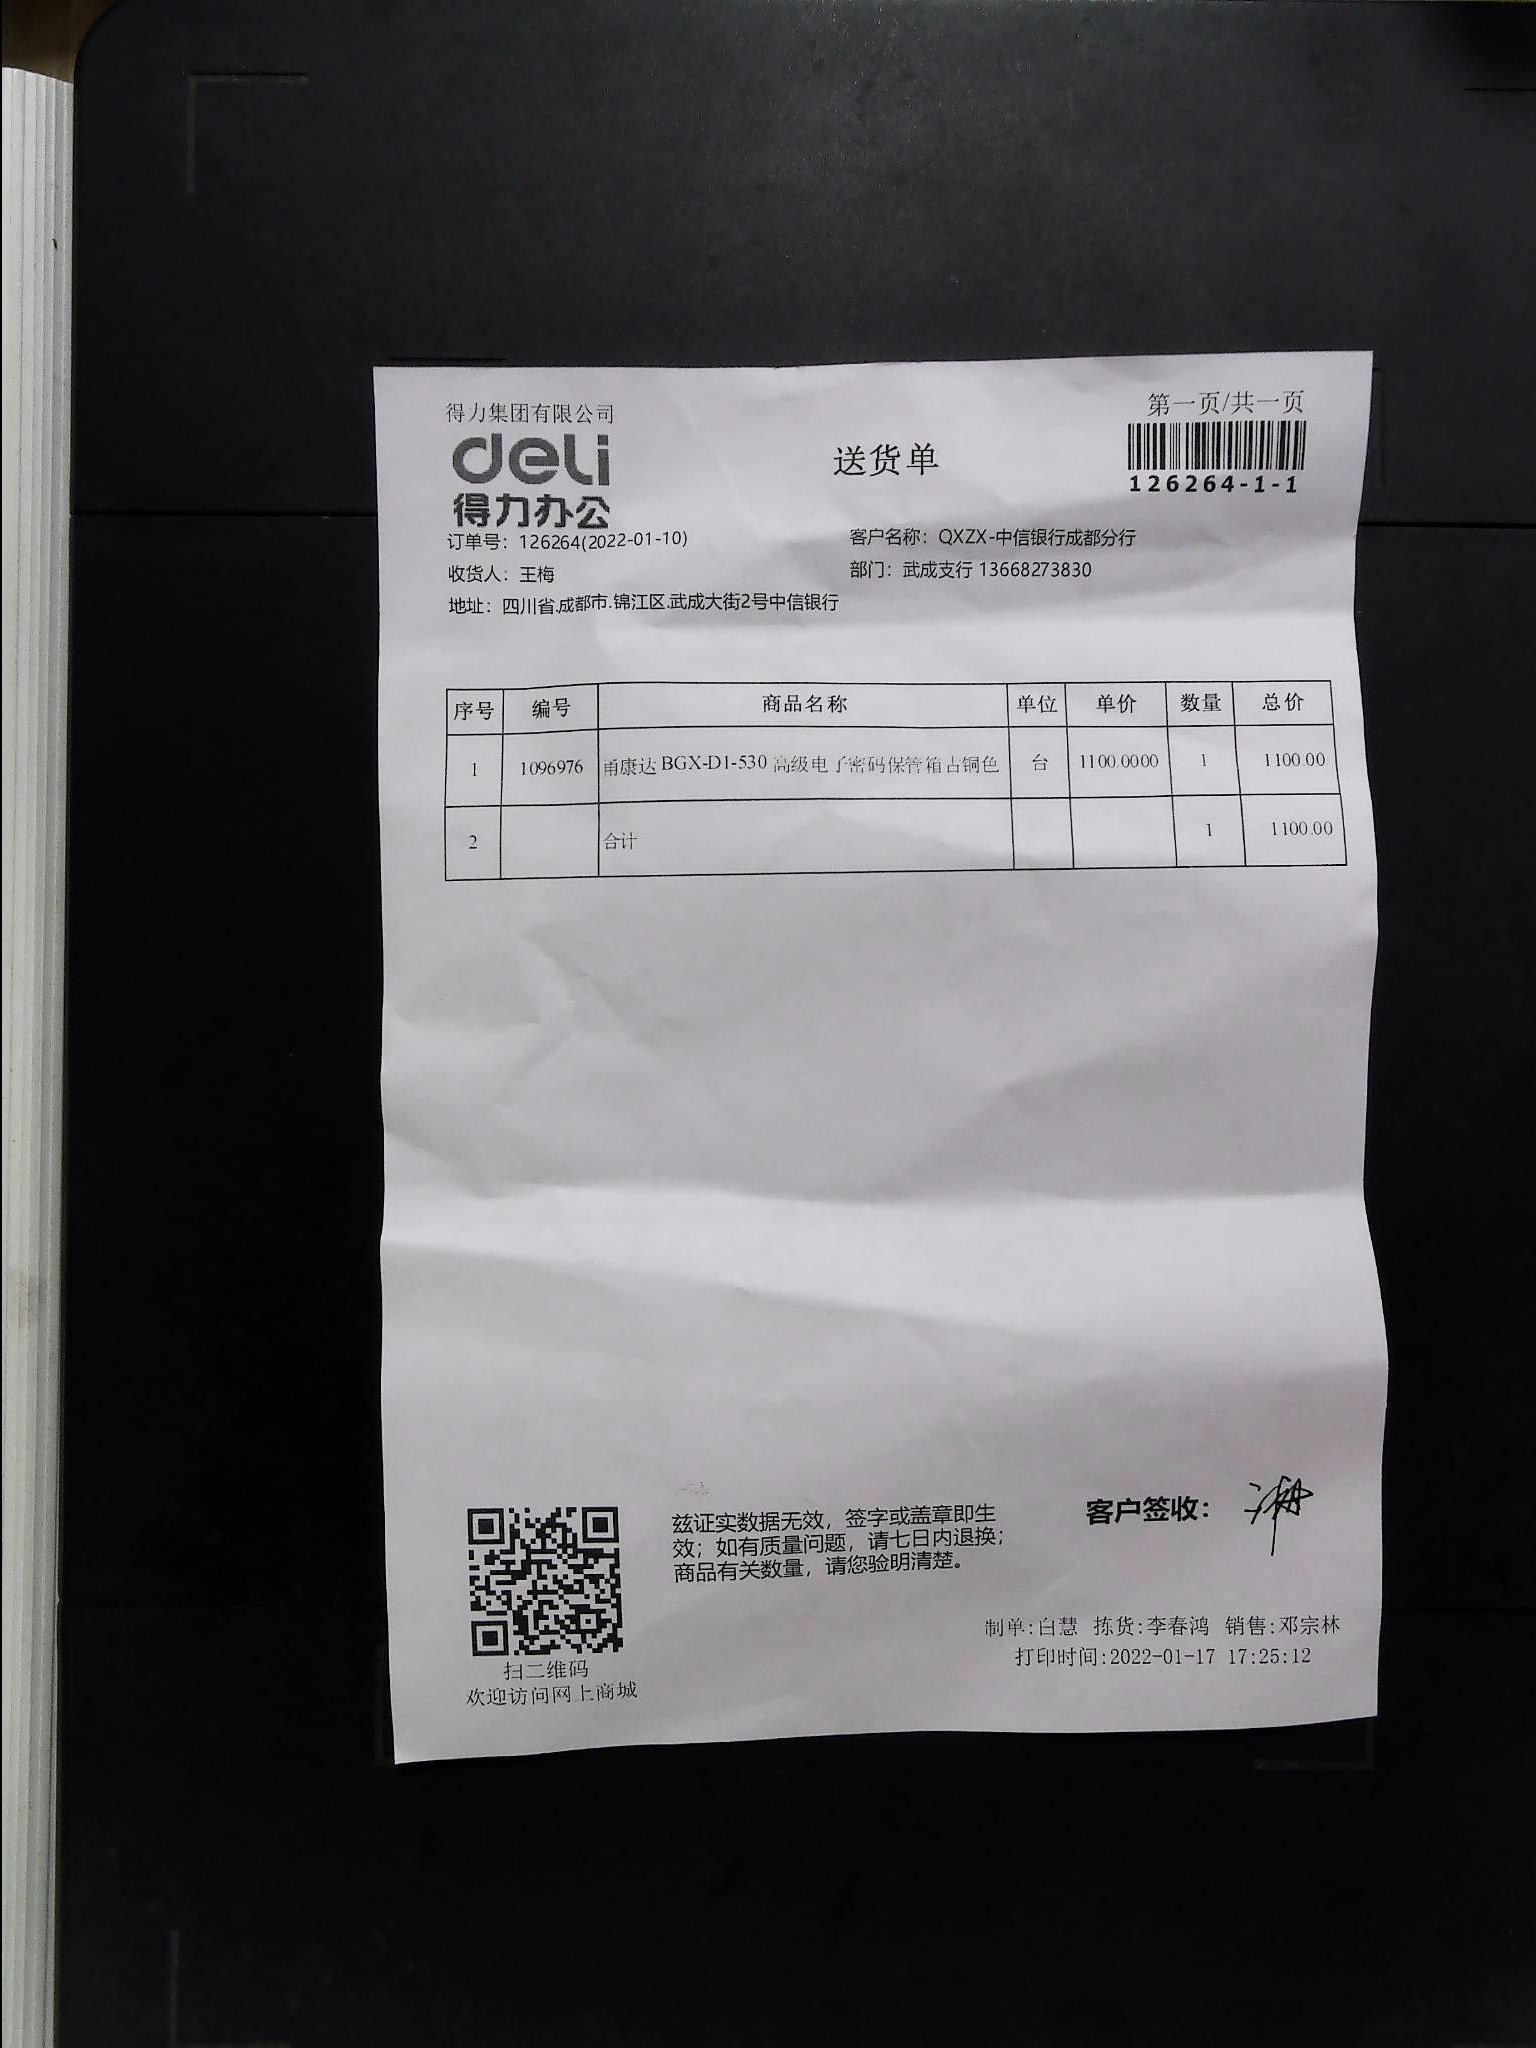 得力集团有限公司
第一页/共一页
deli
得力办公
送货单
126264-1-1
订单号：126264(2022-01-10)
客户名称：QXZX-中信银行成都分行
收货人：王梅
部门：武成支行 13668273830
地址：四川省.成都市.锦江区.武成大街2号中信银行
序号 编号 商品名称 单位 单价 数量 总价
1 1096976 甬康达BGX-D1-530高级电子密码保管箱古铜色 台 1100.0000 1 1100.00
2 合计 1 1100.00
兹证实数据无效，签字或盖章即生
效；如有质量问题，请七日内退换；
商品有关数量，请您验明清楚。
客户签收：
制单:白慧 拣货:李春鸿 销售:邓宗林
打印时间:2022-01-17 17:25:12
扫二维码
欢迎访问网上商城